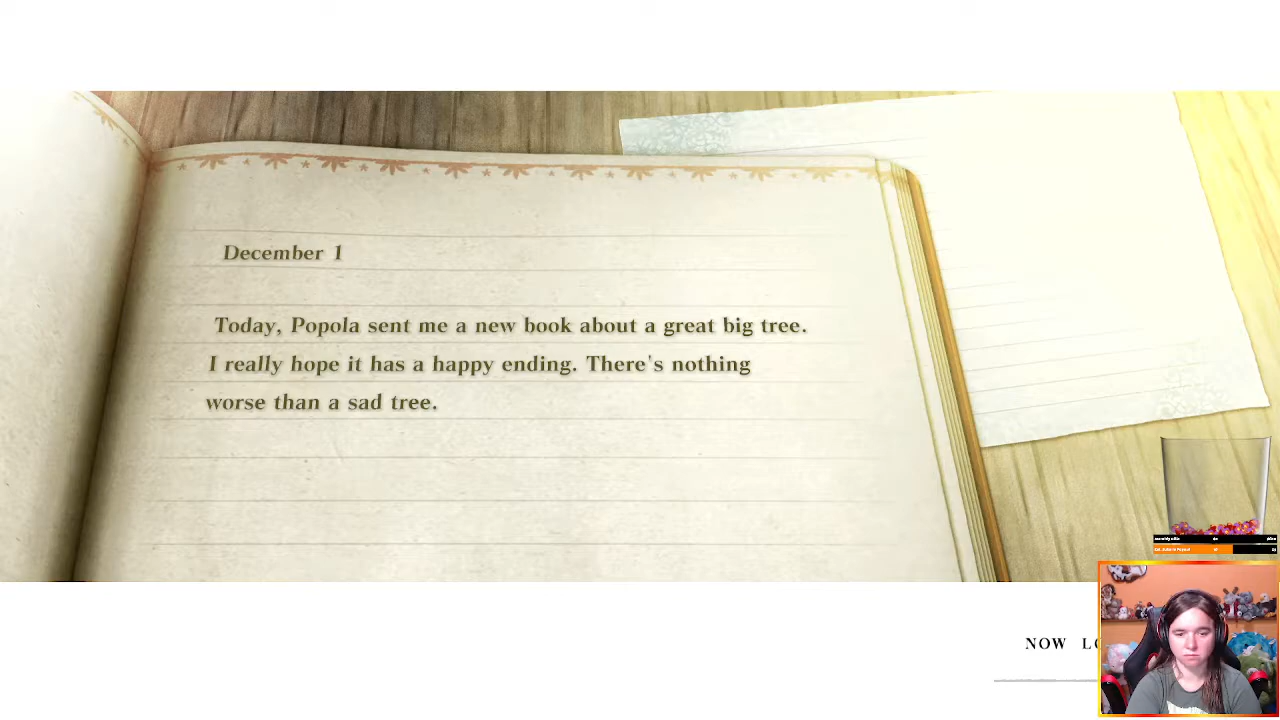 December 1
Today, Popola sent me a new book about a great big tree.
I really hope it has a happy ending. There's nothing
worse than a sad tree.
NOW